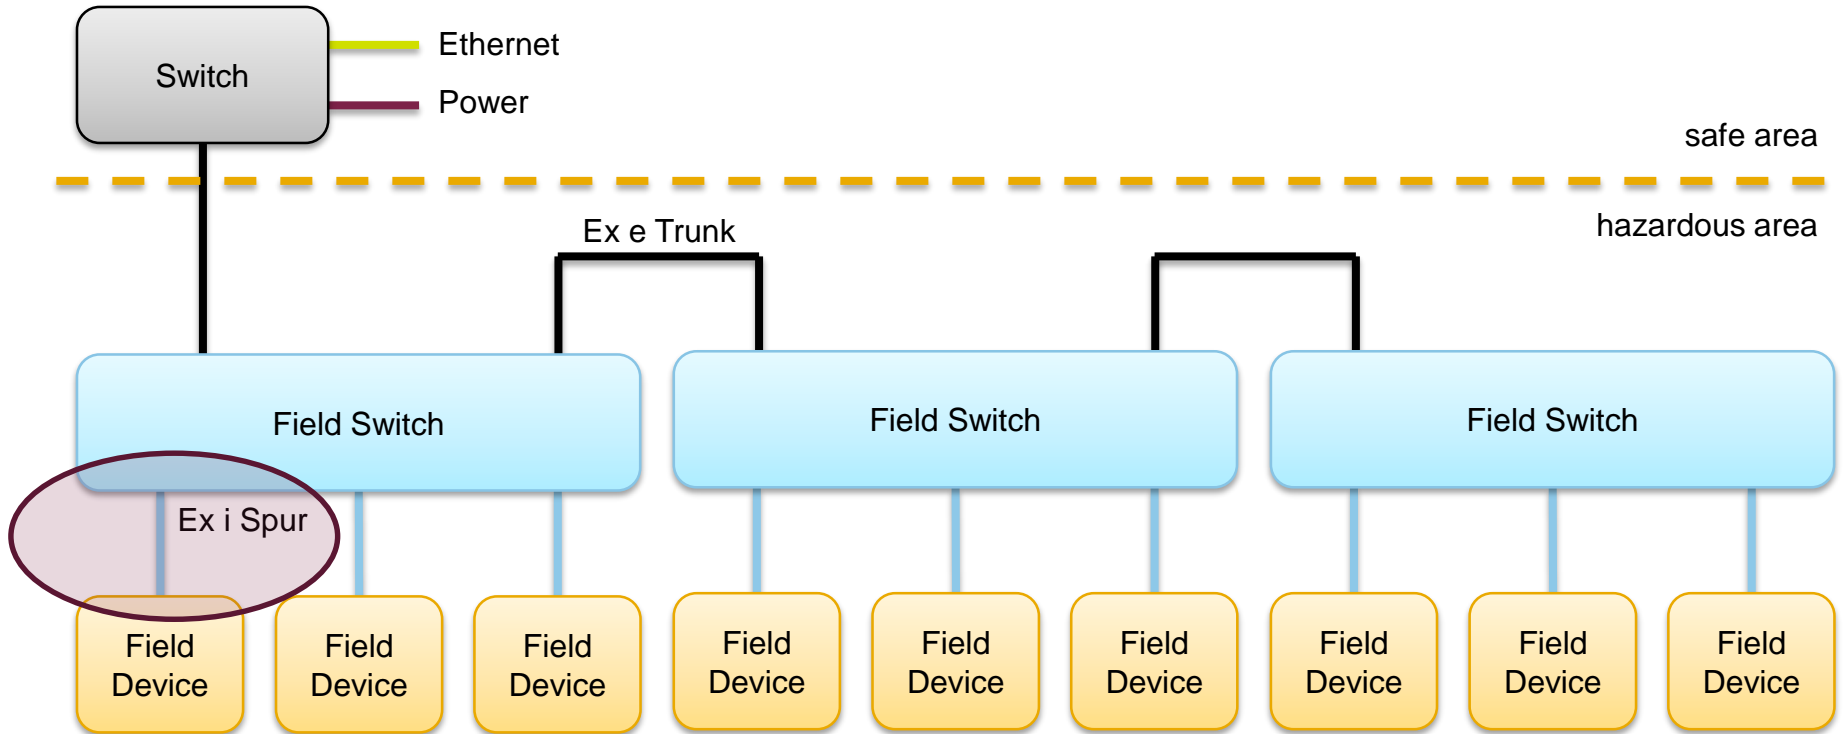 Switch
Ethernet
Power
safe area
hazardous area
Ex e Trunk
Field Switch
Field Switch
Field Switch
Ex i Spur
Field
Device
Field
Device
Field
Device
Field
Device
Field
Device
Field
Device
Field
Device
Field
Device
Field
Device